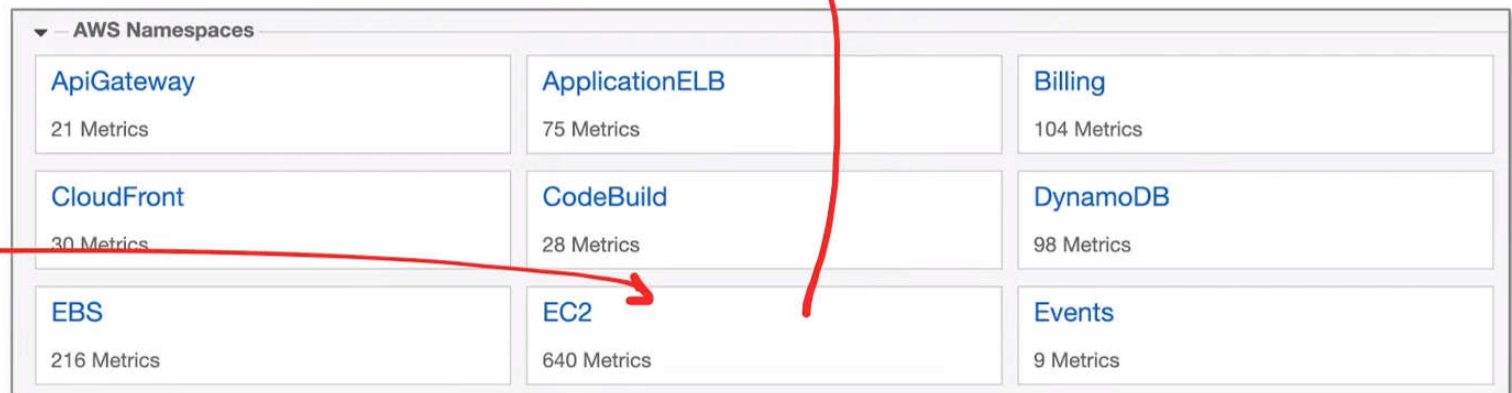 AWS Namespaces
ApiGateway
21 Metrics
ApplicationELB
75 Metrics
Billing
104 Metrics
CloudFront
30 Metrics
CodeBuild
28 Metrics
DynamoDB
98 Metrics
EBS
216 Metrics
EC2
640 Metrics
Events
9 Metrics